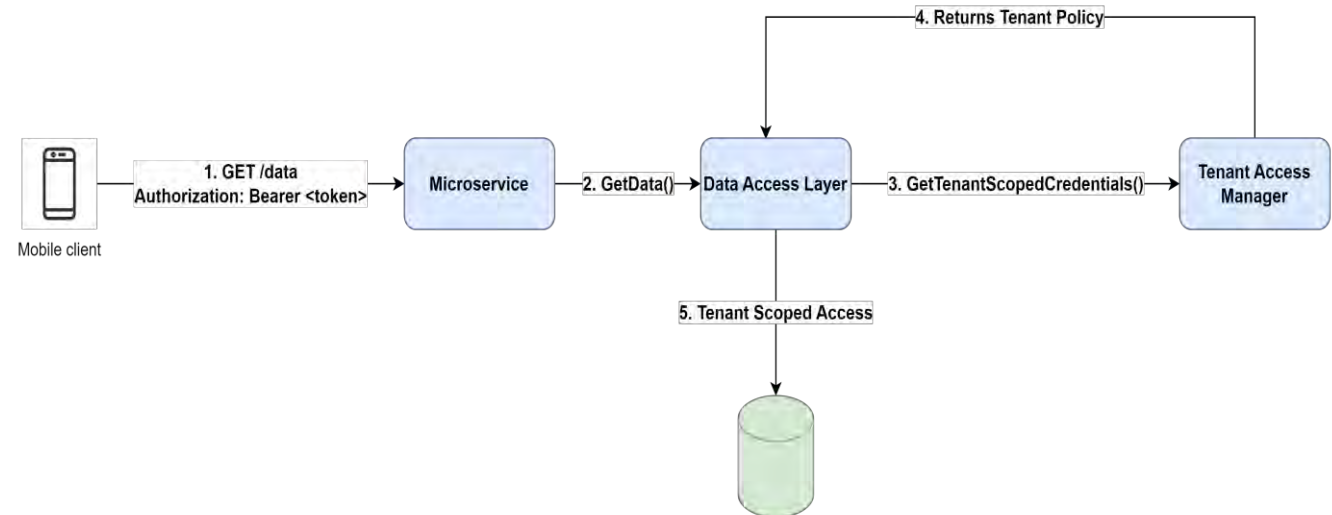 4. Returns Tenant Policy
1. GET /data
Authorization: Bearer <token>
Microservice
2. GetData()
Data Access Layer
3. GetTenantScopedCredentials()
Tenant Access
Manager
Mobile client
5. Tenant Scoped Access